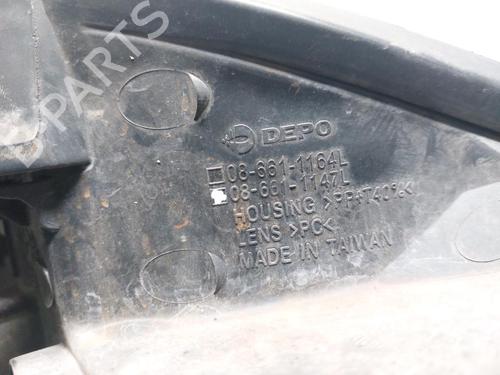 PARTS
DEPO
08-661-1164L
08-661-1147L
HOUSING >PP+T40%<
LENS >PC<
MADE IN TAIWAN